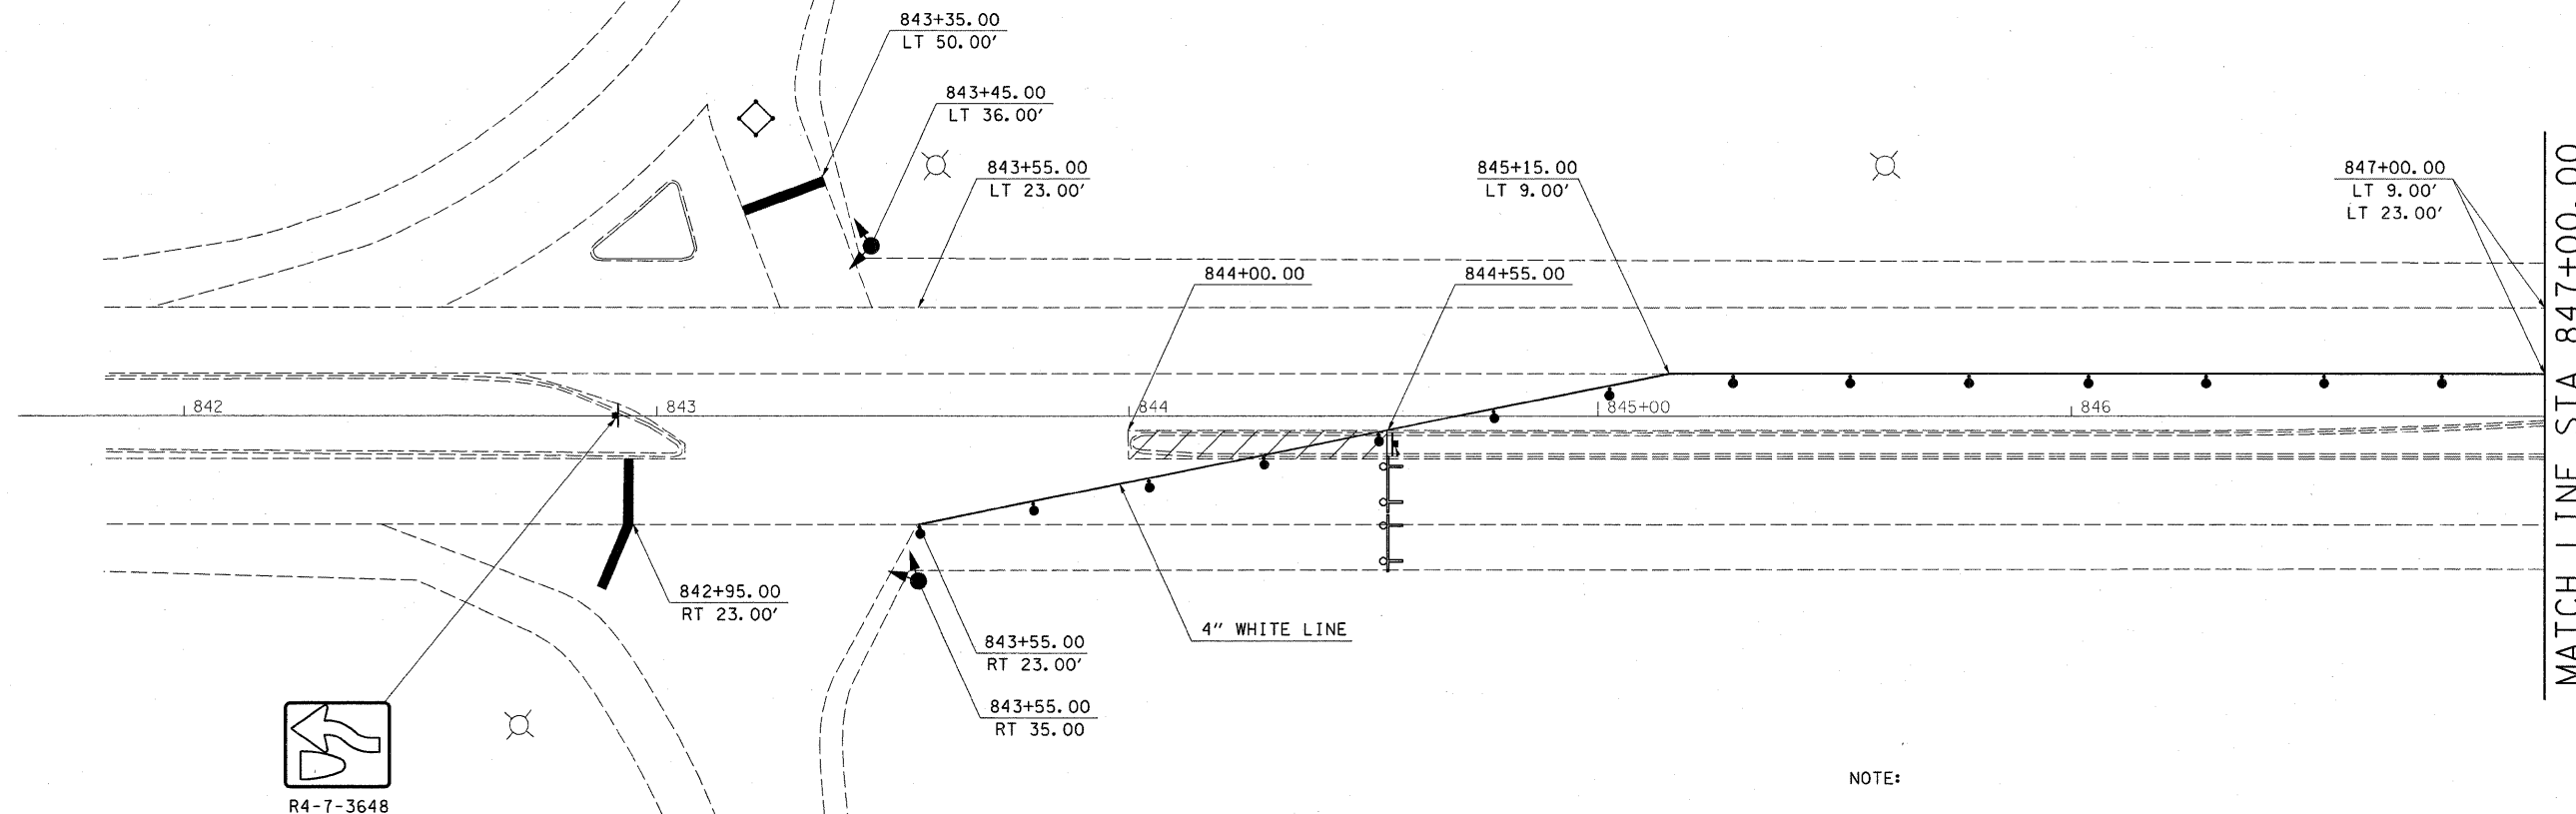 843+35.00
LT 50.00'
843+45.00
LT 36.00'
843+55.00
LT 23.00'
845+15.00
LT 9.00'
847+00.00
LT 9.00'
LT 23.00'
844+00.00
844+55.00
MATCH LINE STA 847+00.00
842
843
844
845+00
846
842+95.00
RT 23.00'
4" WHITE LINE
843+55.00
RT 23.00'
843+55.00
RT 35.00
R4-7-3648
NOTE: